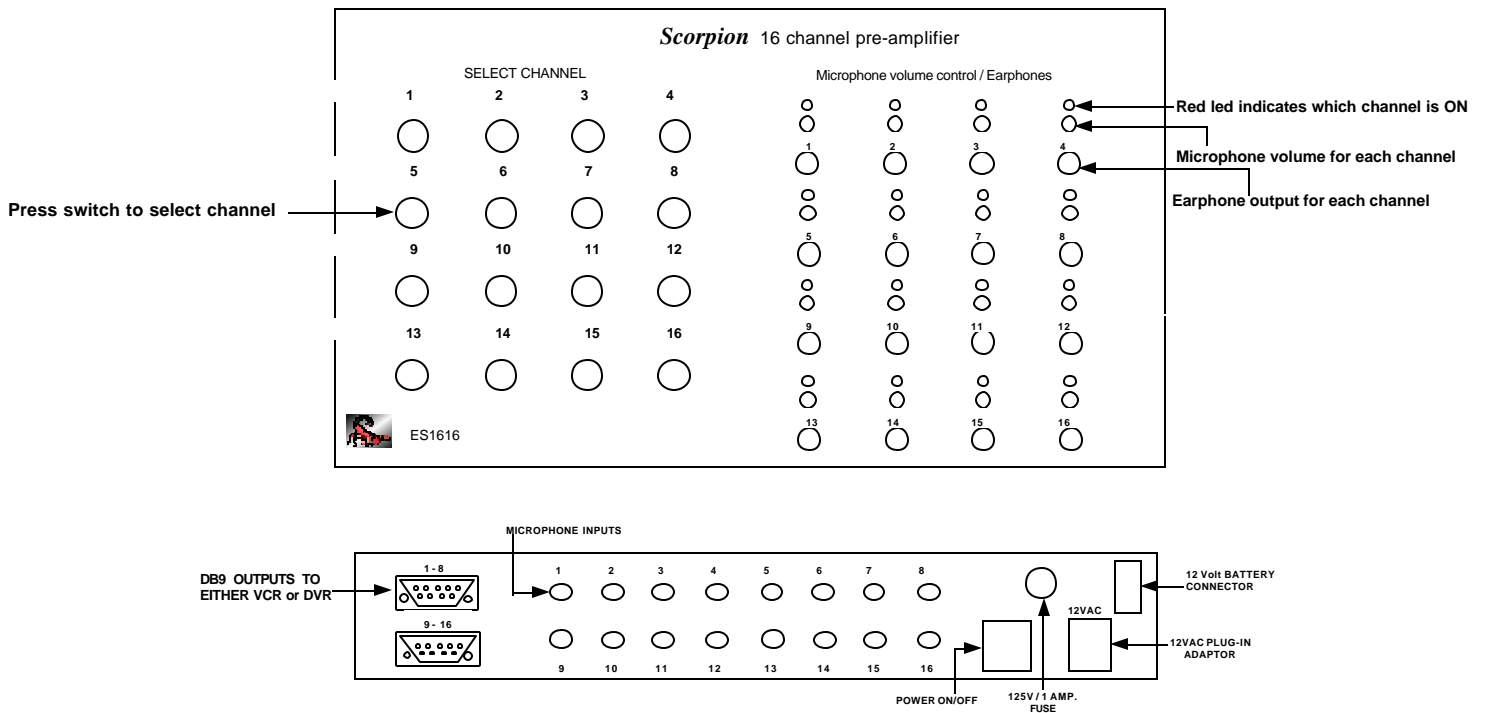 Scorpion 16 channel pre-amplifier
SELECT CHANNEL
1 2 3 4
5 6 7 8
9 10 11 12
13 14 15 16
Press switch to select channel
ES1616
Microphone volume control / Earphones
1 2 3 4
5 6 7 8
9 10 11 12
13 14 15 16
Red led indicates which channel is ON
Microphone volume for each channel
Earphone output for each channel
MICROPHONE INPUTS
DB9 OUTPUTS TO
EITHER VCR or DVR
1 - 8
9 - 16
1 2 3 4 5 6 7 8
9 10 11 12 13 14 15 16
12VAC
12 Volt BATTERY
CONNECTOR
12VAC PLUG-IN
ADAPTOR
POWER ON/OFF
125V / 1 AMP.
FUSE